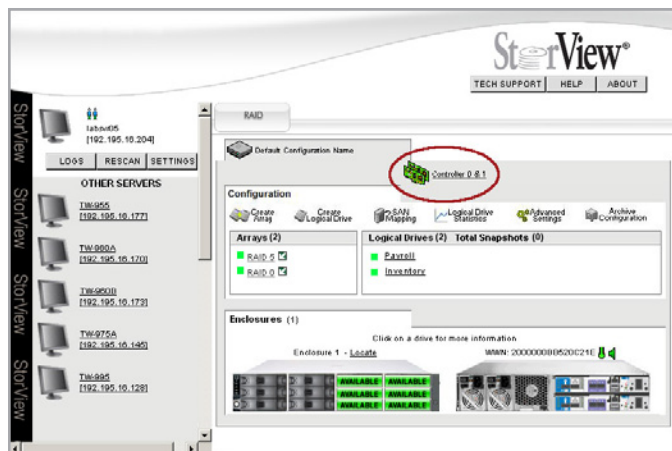 StorView®
TECH SUPPORT HELP ABOUT
StorView
StorView
StorView
StorView
labsvr05
[192.195.16.204]
LOGS RESCAN SETTINGS
OTHER SERVERS
TW-955
[192.195.16.177]
TW-960A
[192.195.16.170]
TW-960B
[192.195.16.173]
TW-975A
[192.195.16.145]
TW-995
[192.195.16.128]
RAID
Default Configuration Name
Controller 0 & 1
Configuration
Create Array
Create Logical Drive
SAN Mapping
Logical Drive Statistics
Advanced Settings
Archive Configuration
Arrays (2)
RAID 5
RAID 0
Logical Drives (2) Total Snapshots (0)
Payroll
Inventory
Enclosures (1)
Click on a drive for more information
Enclosure 1 - Locate
WWN: 2000000BB520C21E
AVAILABLE AVAILABLE
AVAILABLE AVAILABLE
AVAILABLE AVAILABLE